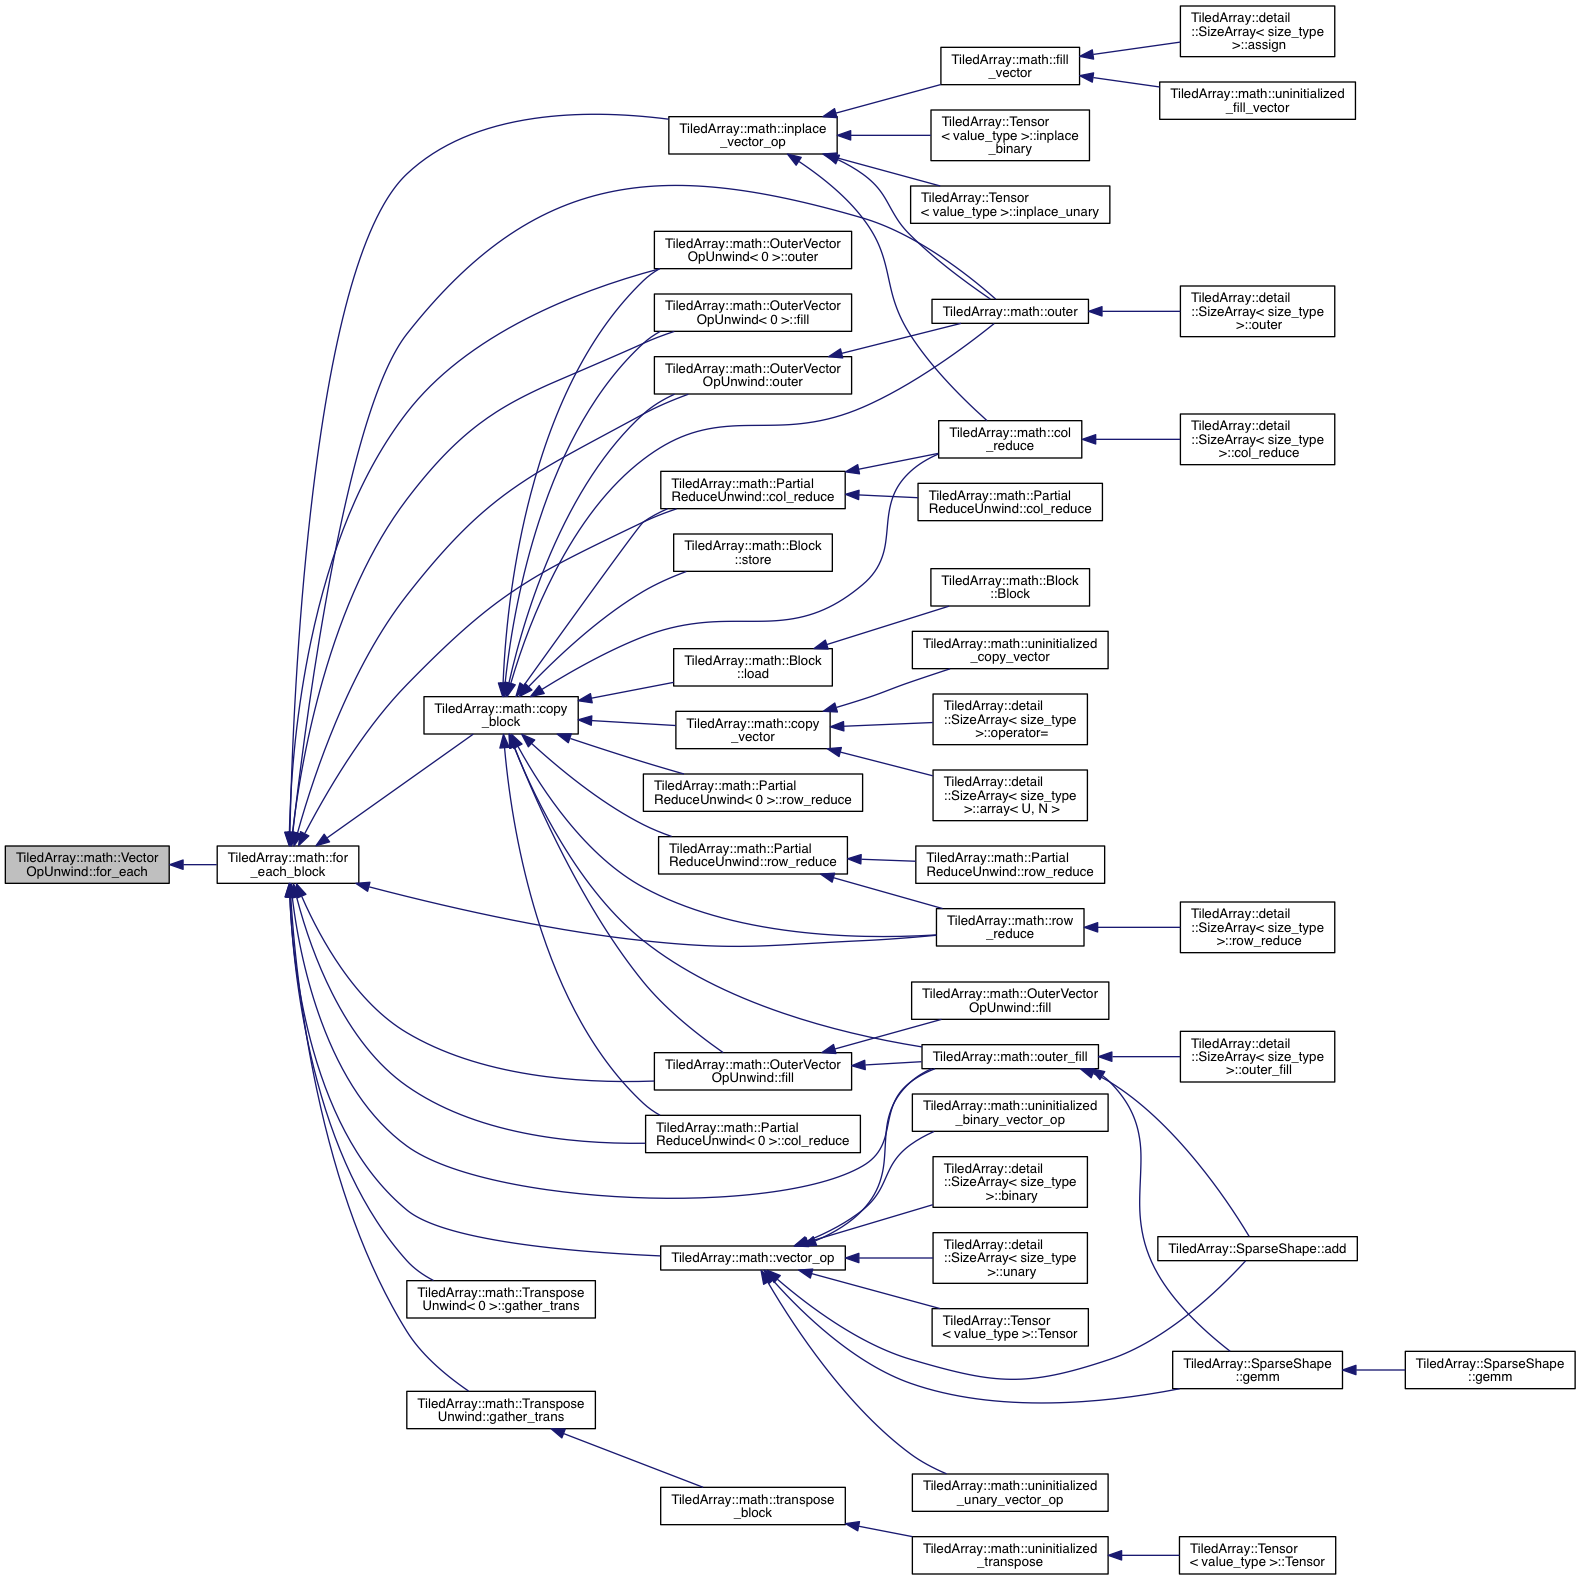 TiledArray::detail
::SizeArray< size_type
>::assign
TiledArray::math::fill
_vector
TiledArray::math::uninitialized
_fill_vector
TiledArray::math::inplace
_vector_op
TiledArray::Tensor
< value_type >::inplace
_binary
TiledArray::Tensor
< value_type >::inplace_unary
TiledArray::math::OuterVector
OpUnwind< 0 >::outer
TiledArray::math::OuterVector
OpUnwind< 0 >::fill
TiledArray::math::outer
TiledArray::detail
::SizeArray< size_type
>::outer
TiledArray::math::OuterVector
OpUnwind::outer
TiledArray::math::col
_reduce
TiledArray::detail
::SizeArray< size_type
>::col_reduce
TiledArray::math::Partial
ReduceUnwind::col_reduce
TiledArray::math::Partial
ReduceUnwind::col_reduce
TiledArray::math::Block
::store
TiledArray::math::Block
::Block
TiledArray::math::Block
::load
TiledArray::math::uninitialized
_copy_vector
TiledArray::math::copy
_block
TiledArray::math::copy
_vector
TiledArray::detail
::SizeArray< size_type
>::operator=
TiledArray::math::Partial
ReduceUnwind< 0 >::row_reduce
TiledArray::detail
::SizeArray< size_type
>::array< U, N >
TiledArray::math::Vector
OpUnwind::for_each
TiledArray::math::for
_each_block
TiledArray::math::Partial
ReduceUnwind::row_reduce
TiledArray::math::Partial
ReduceUnwind::row_reduce
TiledArray::math::row
_reduce
TiledArray::detail
::SizeArray< size_type
>::row_reduce
TiledArray::math::OuterVector
OpUnwind::fill
TiledArray::math::OuterVector
OpUnwind::fill
TiledArray::math::outer_fill
TiledArray::detail
::SizeArray< size_type
>::outer_fill
TiledArray::math::Partial
ReduceUnwind< 0 >::col_reduce
TiledArray::math::uninitialized
_binary_vector_op
TiledArray::detail
::SizeArray< size_type
>::binary
TiledArray::math::vector_op
TiledArray::detail
::SizeArray< size_type
>::unary
TiledArray::SparseShape::add
TiledArray::math::Transpose
Unwind< 0 >::gather_trans
TiledArray::Tensor
< value_type >::Tensor
TiledArray::SparseShape
::gemm
TiledArray::SparseShape
::gemm
TiledArray::math::Transpose
Unwind::gather_trans
TiledArray::math::uninitialized
_unary_vector_op
TiledArray::math::transpose
_block
TiledArray::math::uninitialized
_transpose
TiledArray::Tensor
< value_type >::Tensor